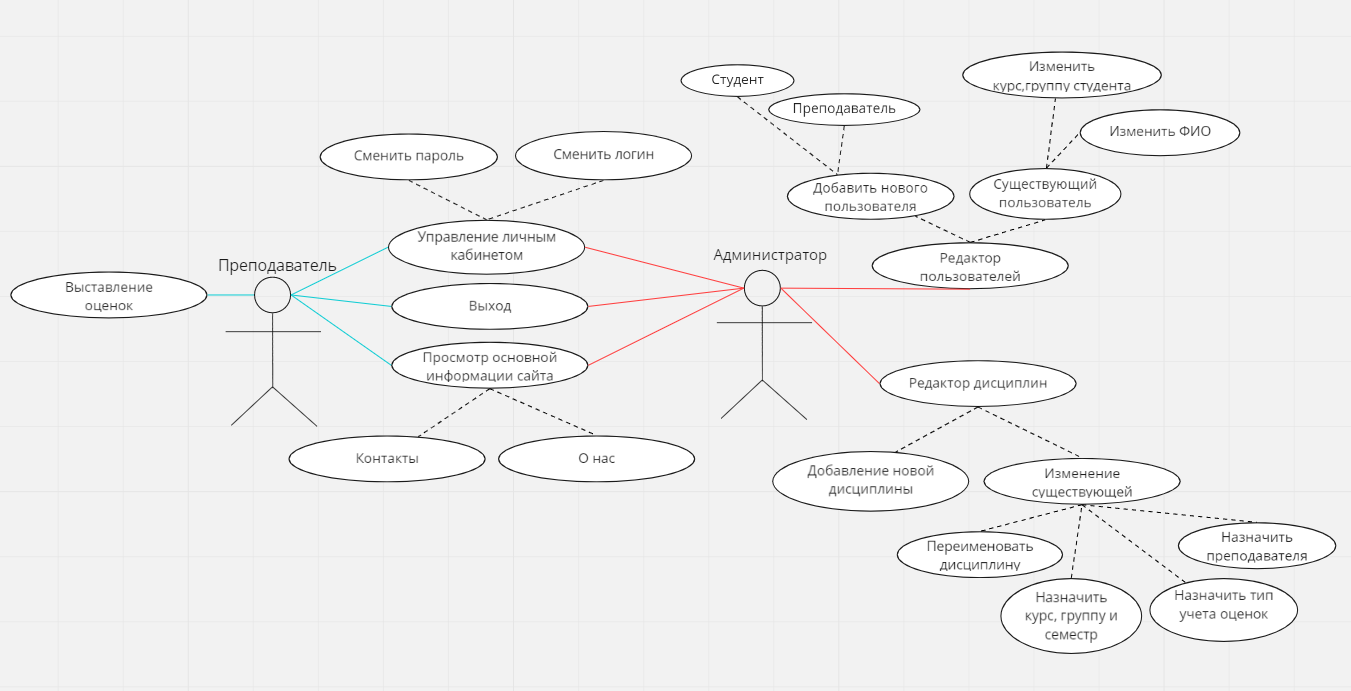 Студент
Преподаватель
Изменить
курс,группу студента
Изменить ФИО
Сменить пароль
Сменить логин
Добавить нового
пользователя
Существующий
пользователь
Управление личным
кабинетом
Преподаватель
Администратор
Редактор
пользователей
Выставление
оценок
Выход
Просмотр основной
информации сайта
Редактор дисциплин
Контакты
О нас
Добавление новой
дисциплины
Изменение
существующей
Переименовать
дисциплину
Назначить
преподавателя
Назначить
курс, группу и
семестр
Назначить тип
учета оценок